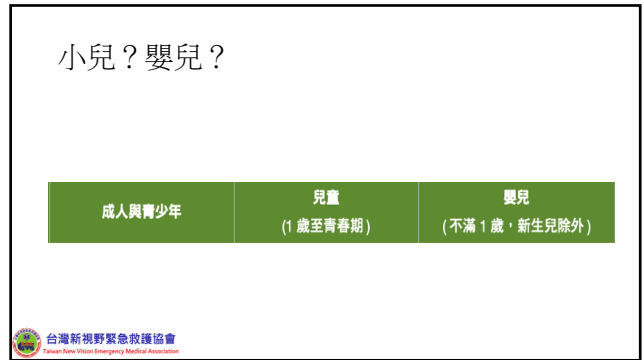 小兒？嬰兒？
成人與青少年
兒童
(1 歲至青春期)
嬰兒
(不滿 1 歲，新生兒除外)
台灣新視野緊急救護協會
Taiwan New Vision Emergency Medical Association